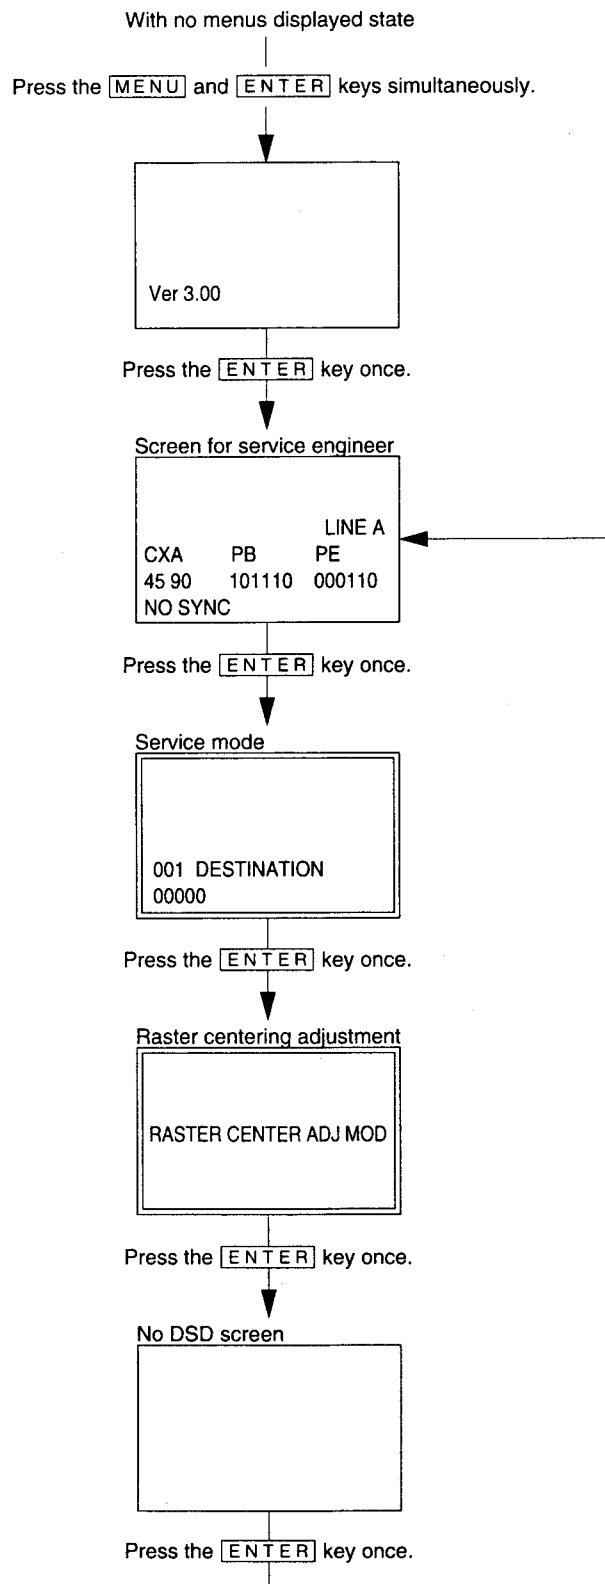 With no menus displayed state
Press the MENU and ENTER keys simultaneously.
Ver 3.00
Press the ENTER key once.
Screen for service engineer
LINE A
CXA PB PE
45 90 101110 000110
NO SYNC
Press the ENTER key once.
Service mode
001 DESTINATION
00000
Press the ENTER key once.
Raster centering adjustment
RASTER CENTER ADJ MOD
Press the ENTER key once.
No DSD screen
Press the ENTER key once.